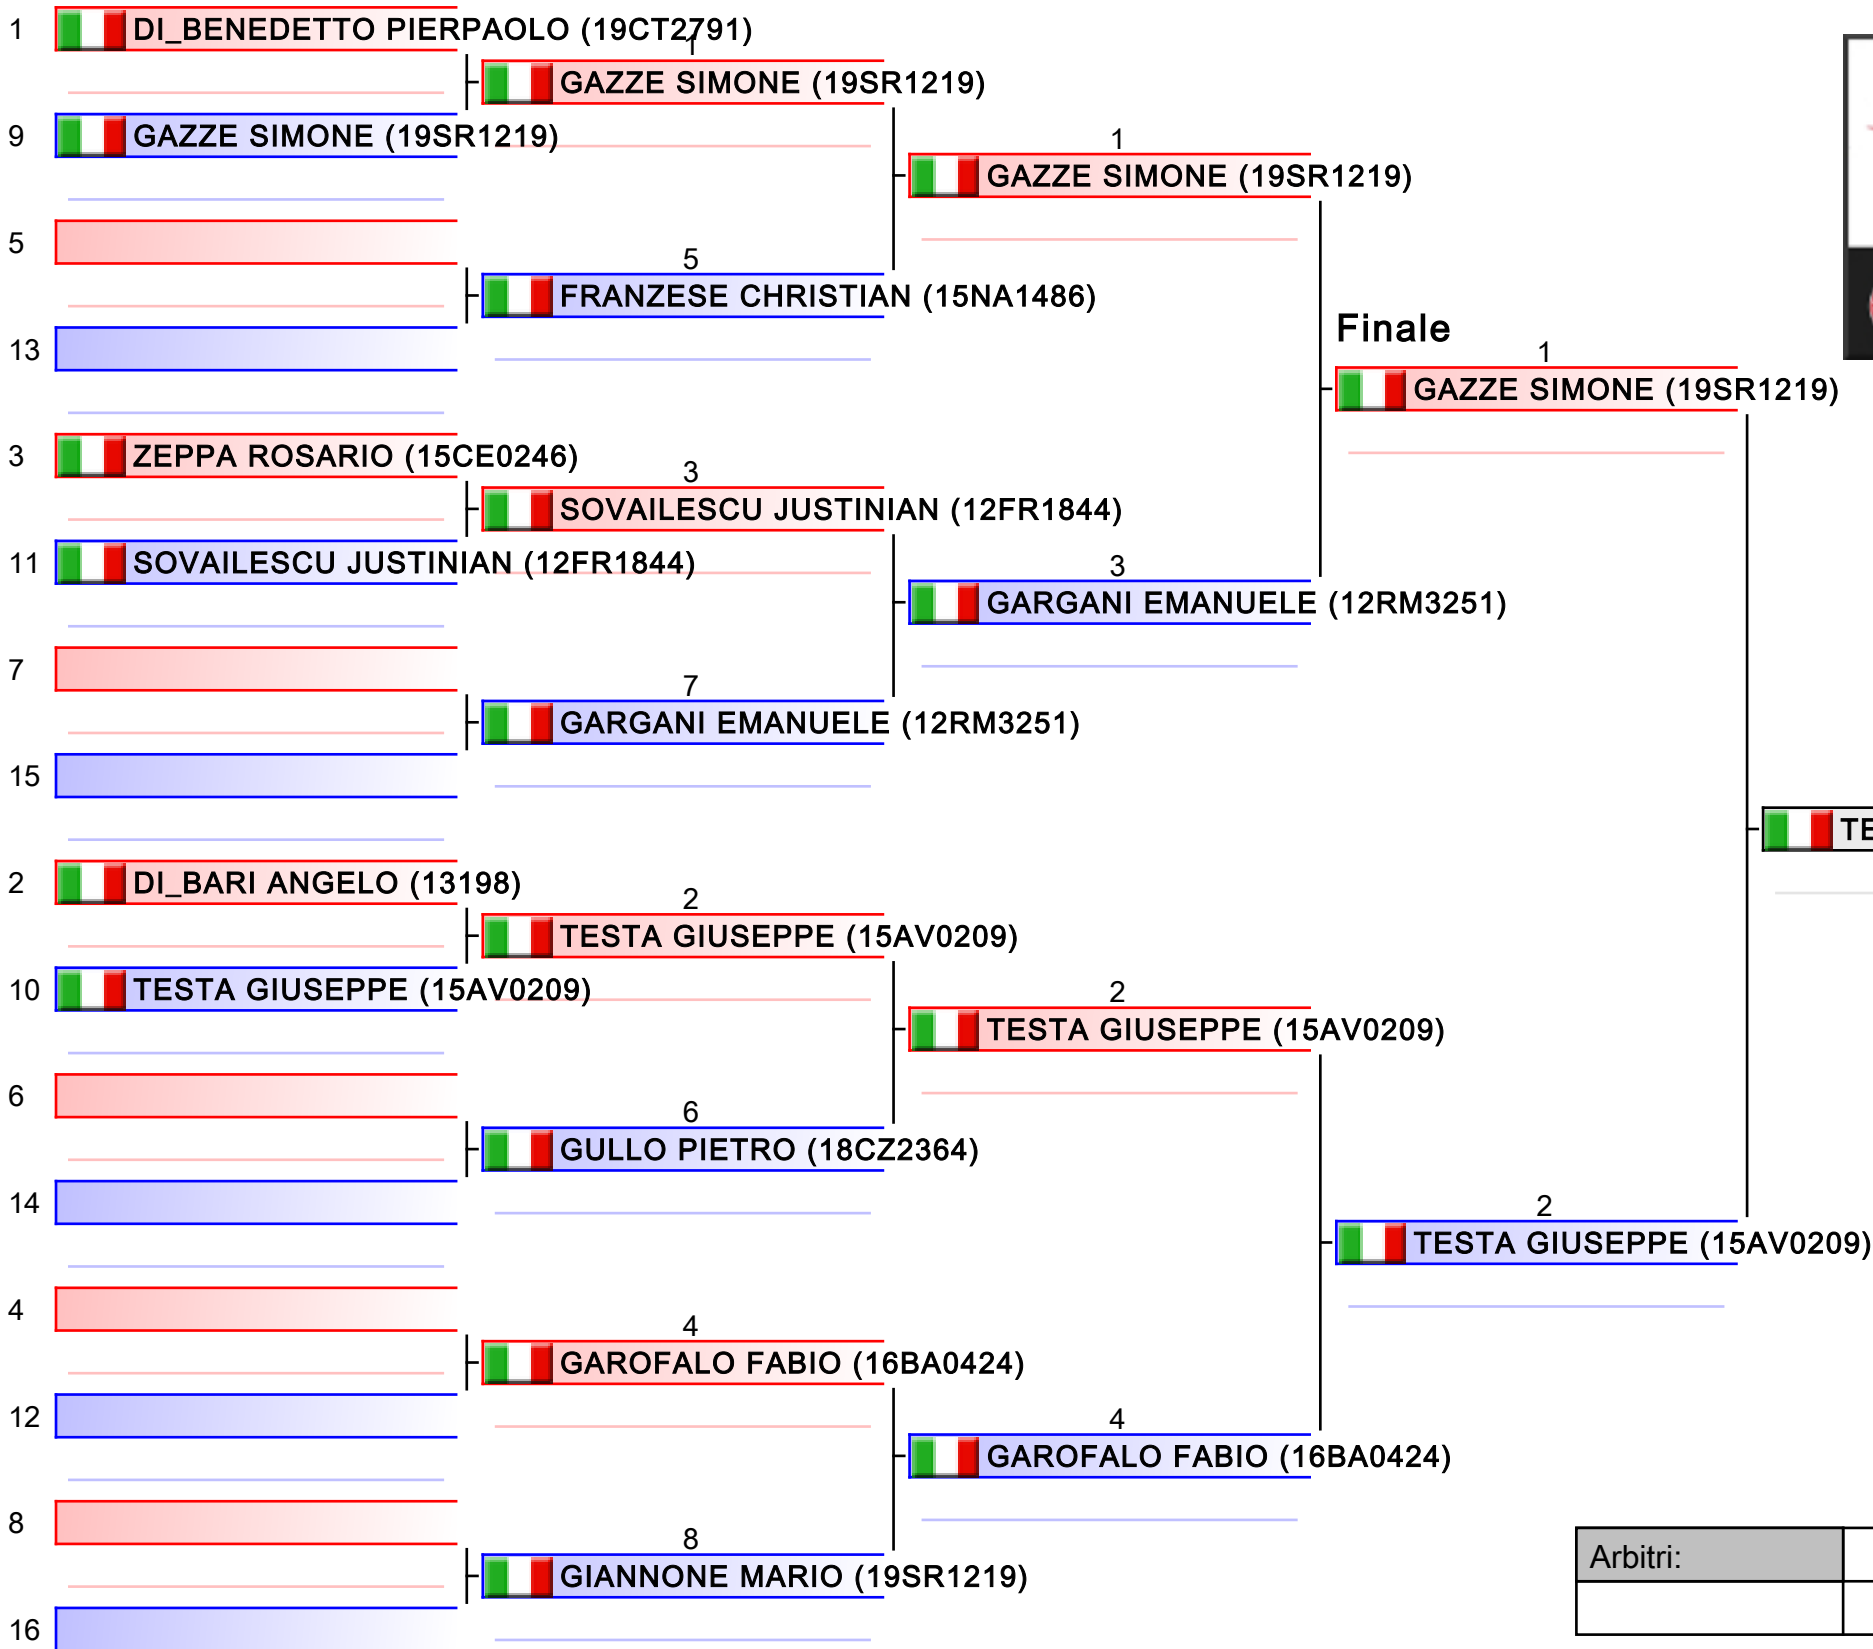 1 DI_BENEDETTO PIERPAOLO (19CT2791)
1
GAZZE SIMONE (19SR1219)
9 GAZZE SIMONE (19SR1219)
1
GAZZE SIMONE (19SR1219)
5
5
FRANZESE CHRISTIAN (15NA1486)
13
Finale
1
GAZZE SIMONE (19SR1219)
3 ZEPPA ROSARIO (15CE0246)
3
SOVAILESCU JUSTINIAN (12FR1844)
11 SOVAILESCU JUSTINIAN (12FR1844)
3
GARGANI EMANUELE (12RM3251)
7
7
GARGANI EMANUELE (12RM3251)
15
TE
2 DI_BARI ANGELO (13198)
2
TESTA GIUSEPPE (15AV0209)
10 TESTA GIUSEPPE (15AV0209)
2
TESTA GIUSEPPE (15AV0209)
6
6
GULLO PIETRO (18CZ2364)
14
2
TESTA GIUSEPPE (15AV0209)
4
4
GAROFALO FABIO (16BA0424)
12
4
GAROFALO FABIO (16BA0424)
8
8
GIANNONE MARIO (19SR1219)
Arbitri:
16